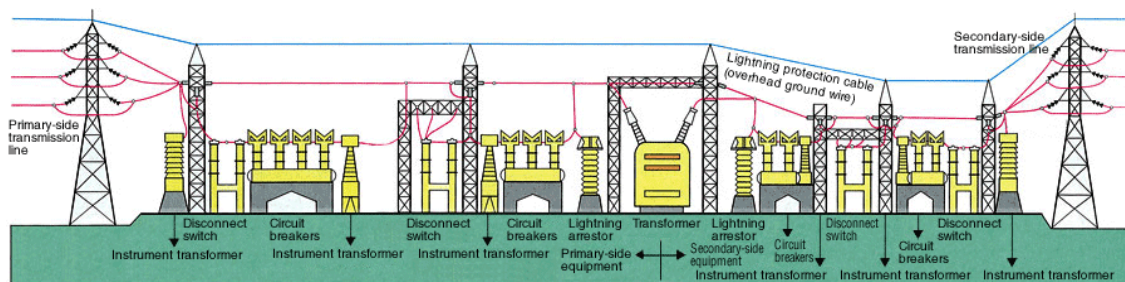 Primary-side
transmission
line
Lightning protection cable
(overhead ground wire)
Secondary-side
transmission line
Disconnect
switch
Circuit
breakers
Disconnect
switch
Circuit
breakers
Lightning
arrestor
Transformer
Lightning
arrestor
Circuit
breakers
Disconnect
switch
Circuit
breakers
Disconnect
switch
Instrument transformer
Instrument transformer
Instrument transformer
Primary-side
equipment
Secondary-side
equipment
Instrument transformer
Instrument transformer
Instrument transformer